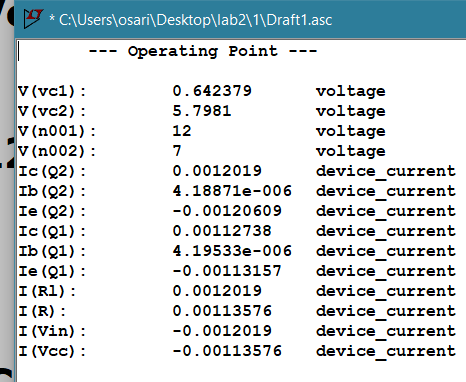 * C:\Users\osari\Desktop\lab2\1\Draft1.asc
--- Operating Point ---
V(vc1): 0.642379 voltage
V(vc2): 5.7981 voltage
V(n001): 12 voltage
V(n002): 7 voltage
Ic(Q2): 0.0012019 device_current
Ib(Q2): 4.18871e-006 device_current
Ie(Q2): -0.00120609 device_current
Ic(Q1): 0.00112738 device_current
Ib(Q1): 4.19533e-006 device_current
Ie(Q1): -0.00113157 device_current
I(Rl): 0.0012019 device_current
I(R): 0.00113576 device_current
I(Vin): -0.0012019 device_current
I(Vcc): -0.00113576 device_current